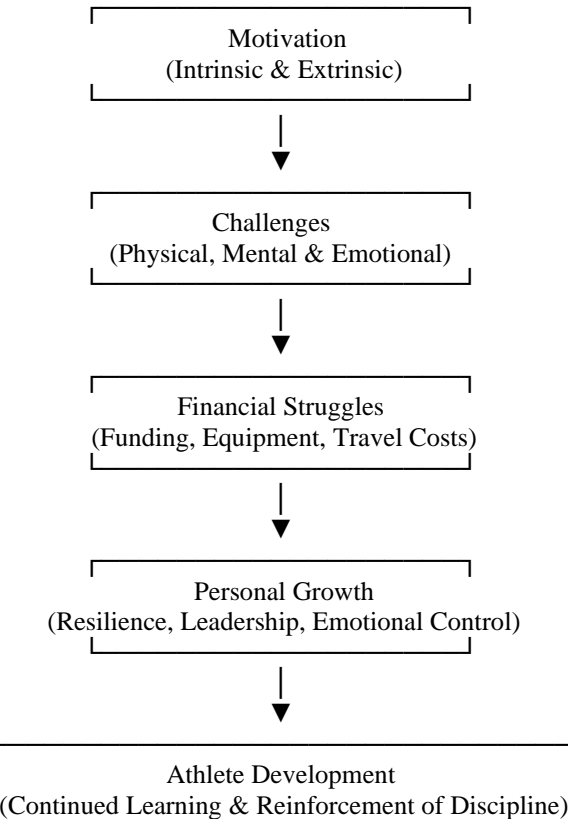 Motivation
(Intrinsic & Extrinsic)
Challenges
(Physical, Mental & Emotional)
Financial Struggles
(Funding, Equipment, Travel Costs)
Personal Growth
(Resilience, Leadership, Emotional Control)
Athlete Development
(Continued Learning & Reinforcement of Discipline)